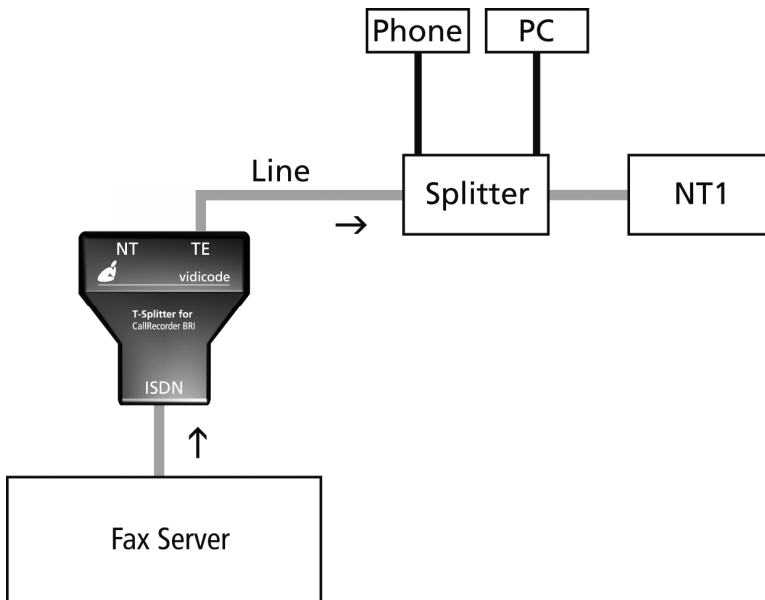 Phone
PC
Line
Splitter
NT1
NT
TE
vidicode
T-Splitter for
CallRecorder BRI
ISDN
Fax Server